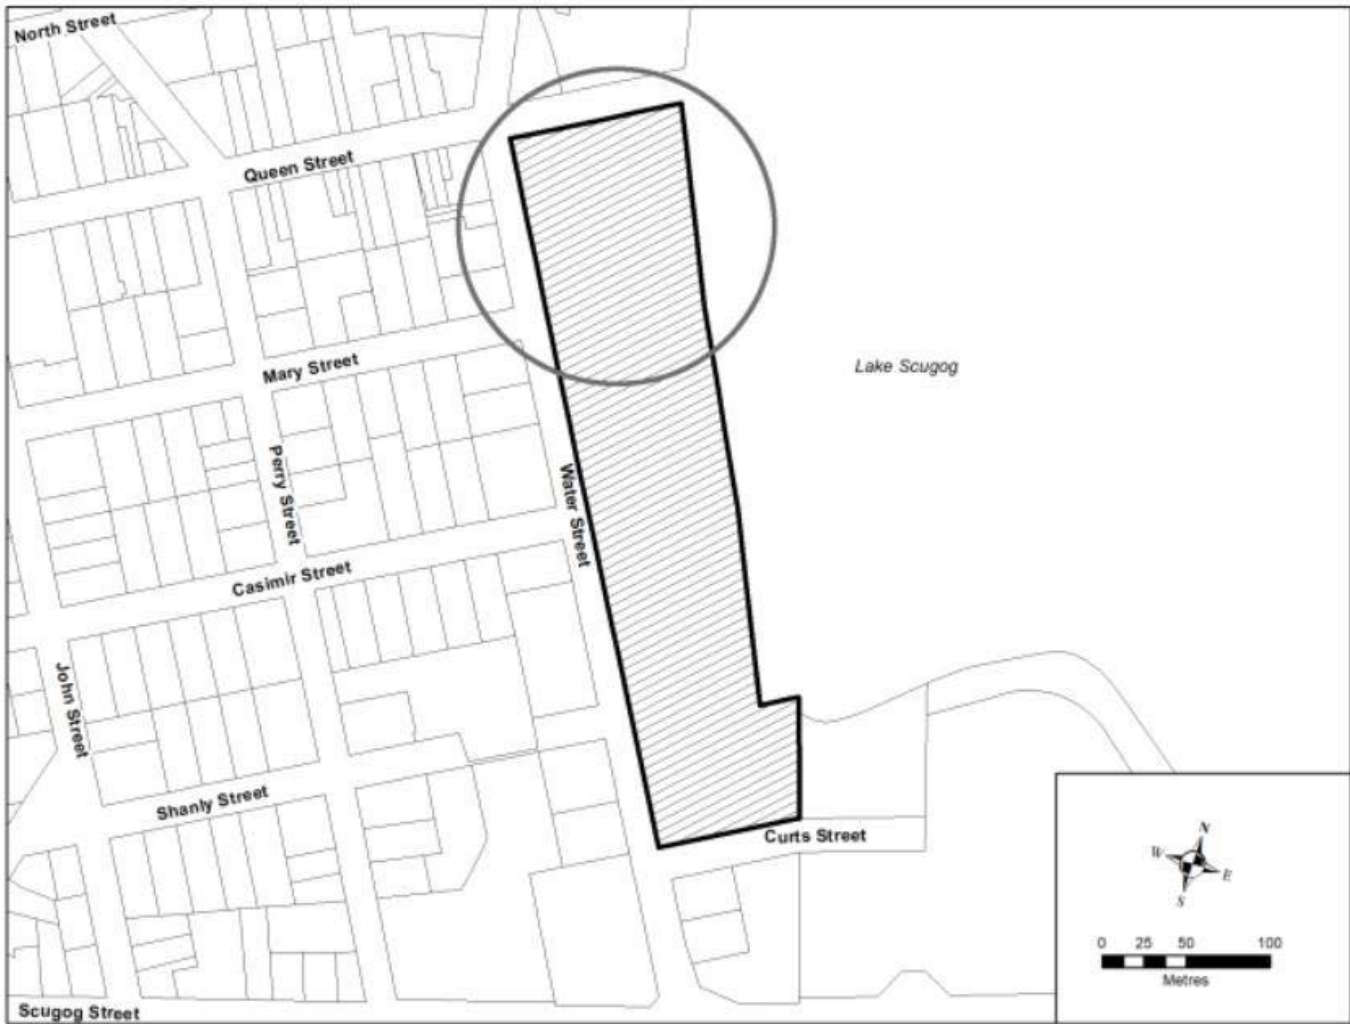 North Street
Queen Street
Mary Street
Lake Scugog
Perry Street
Water Street
Casimir Street
John Street
Shanly Street
Curts Street
N
W
E
S
0 25 50 100
Metres
Scugog Street